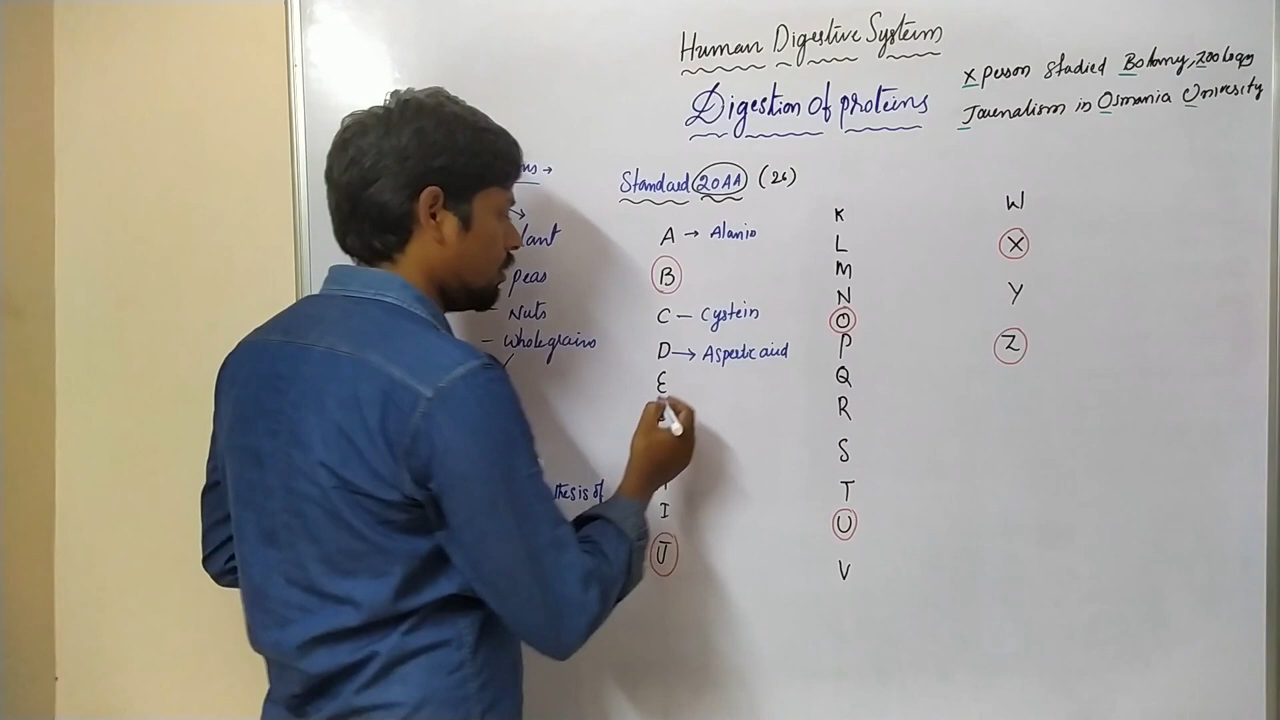 Human Digestive System
Digestion of proteins
X person studied Botany, Zoology
Journalism in Osmania University
Standard 20AA (26)
lant
peas
Nuts
- Wholegrains
thesis of
A → Alanin
B
C - Cystein
D → Aspertic acid
E
I
J
K
L
M
N
O
P
Q
R
S
T
U
V
W
X
Y
Z